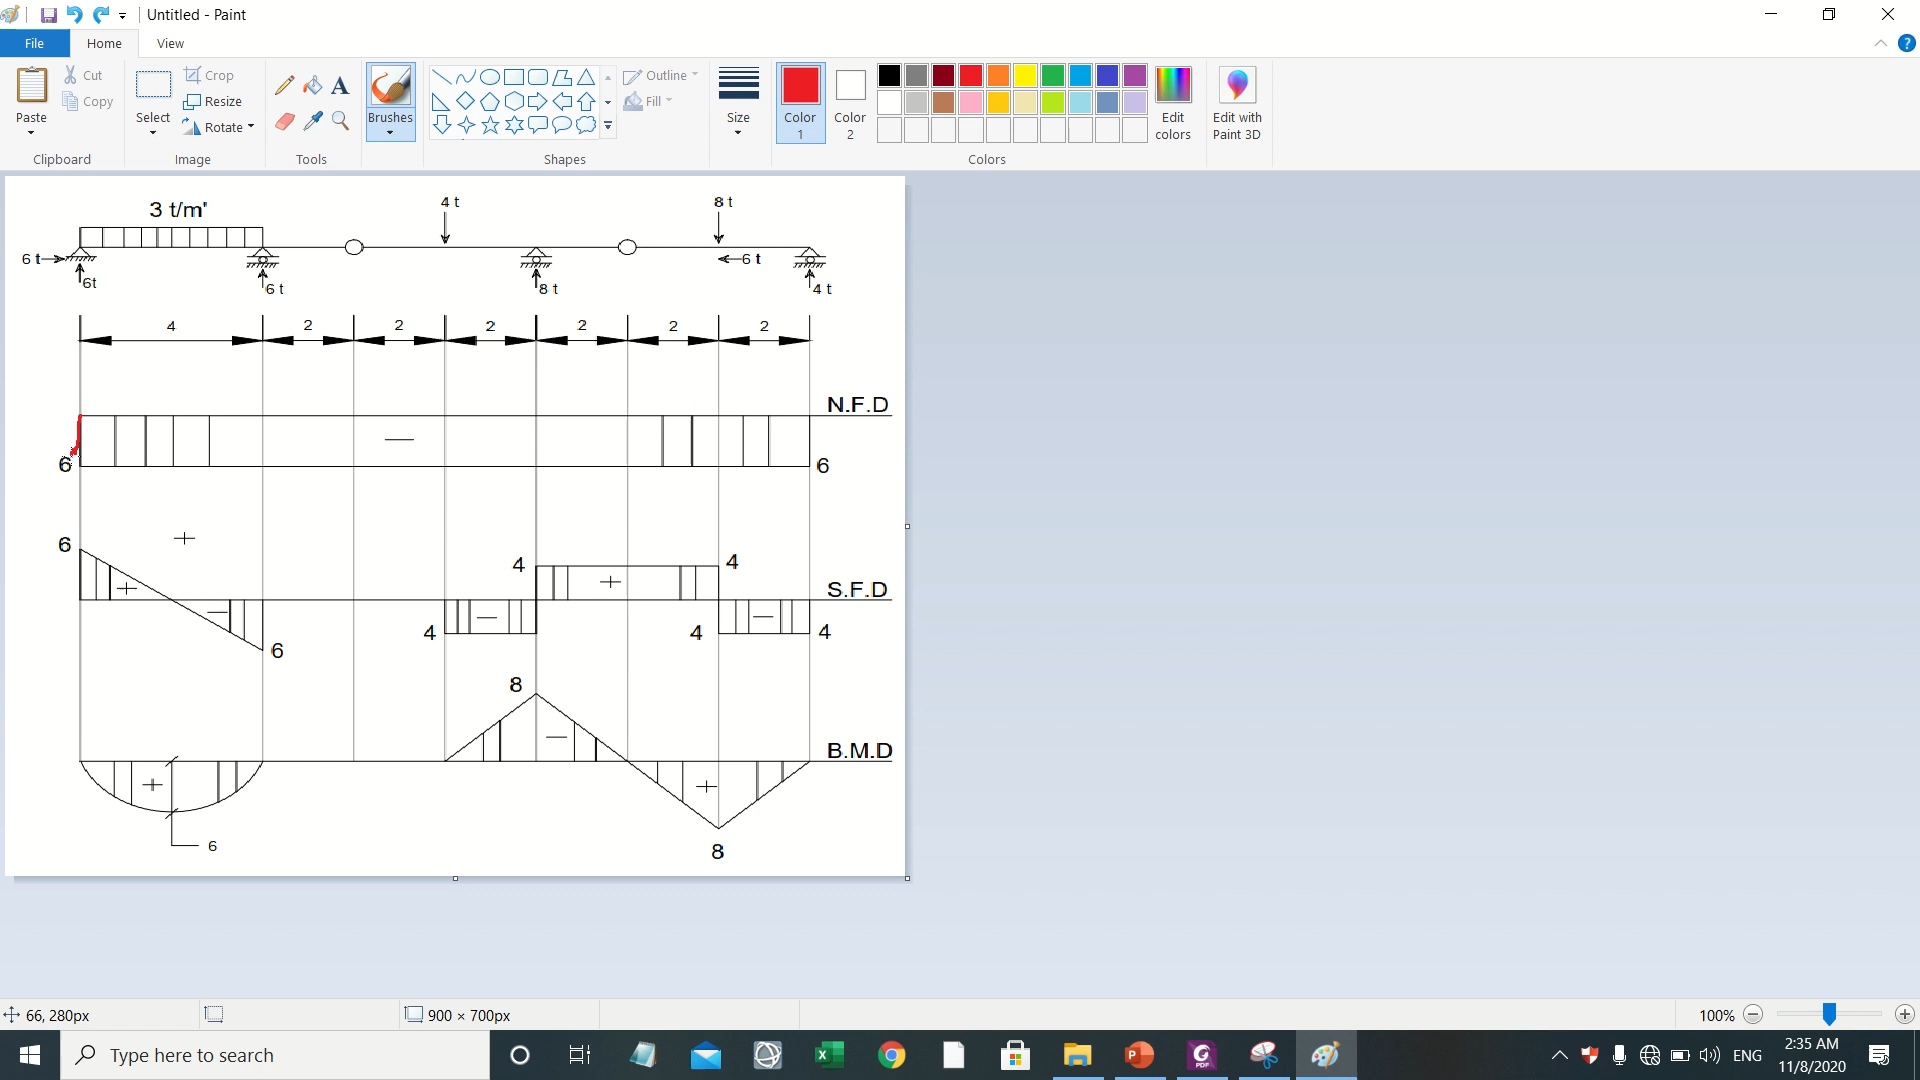 Untitled - Paint
File Home View
Paste
Cut
Copy
Clipboard
Select
Crop
Resize
Rotate
Image
Tools
Brushes
Outline
Fill
Shapes
Size
Color
1
Color
2
Edit
colors
Colors
Edit with
Paint 3D
3 t/m'
4 t
8 t
6 t
6t
6 t
8 t
6 t
4 t
4 2 2 2 2 2 2
N.F.D
6
6
6
4
4
S.F.D
4
4
4
6
8
B.M.D
6
8
66, 280px
900 × 700px
100%
Type here to search
ENG
2:35 AM
11/8/2020